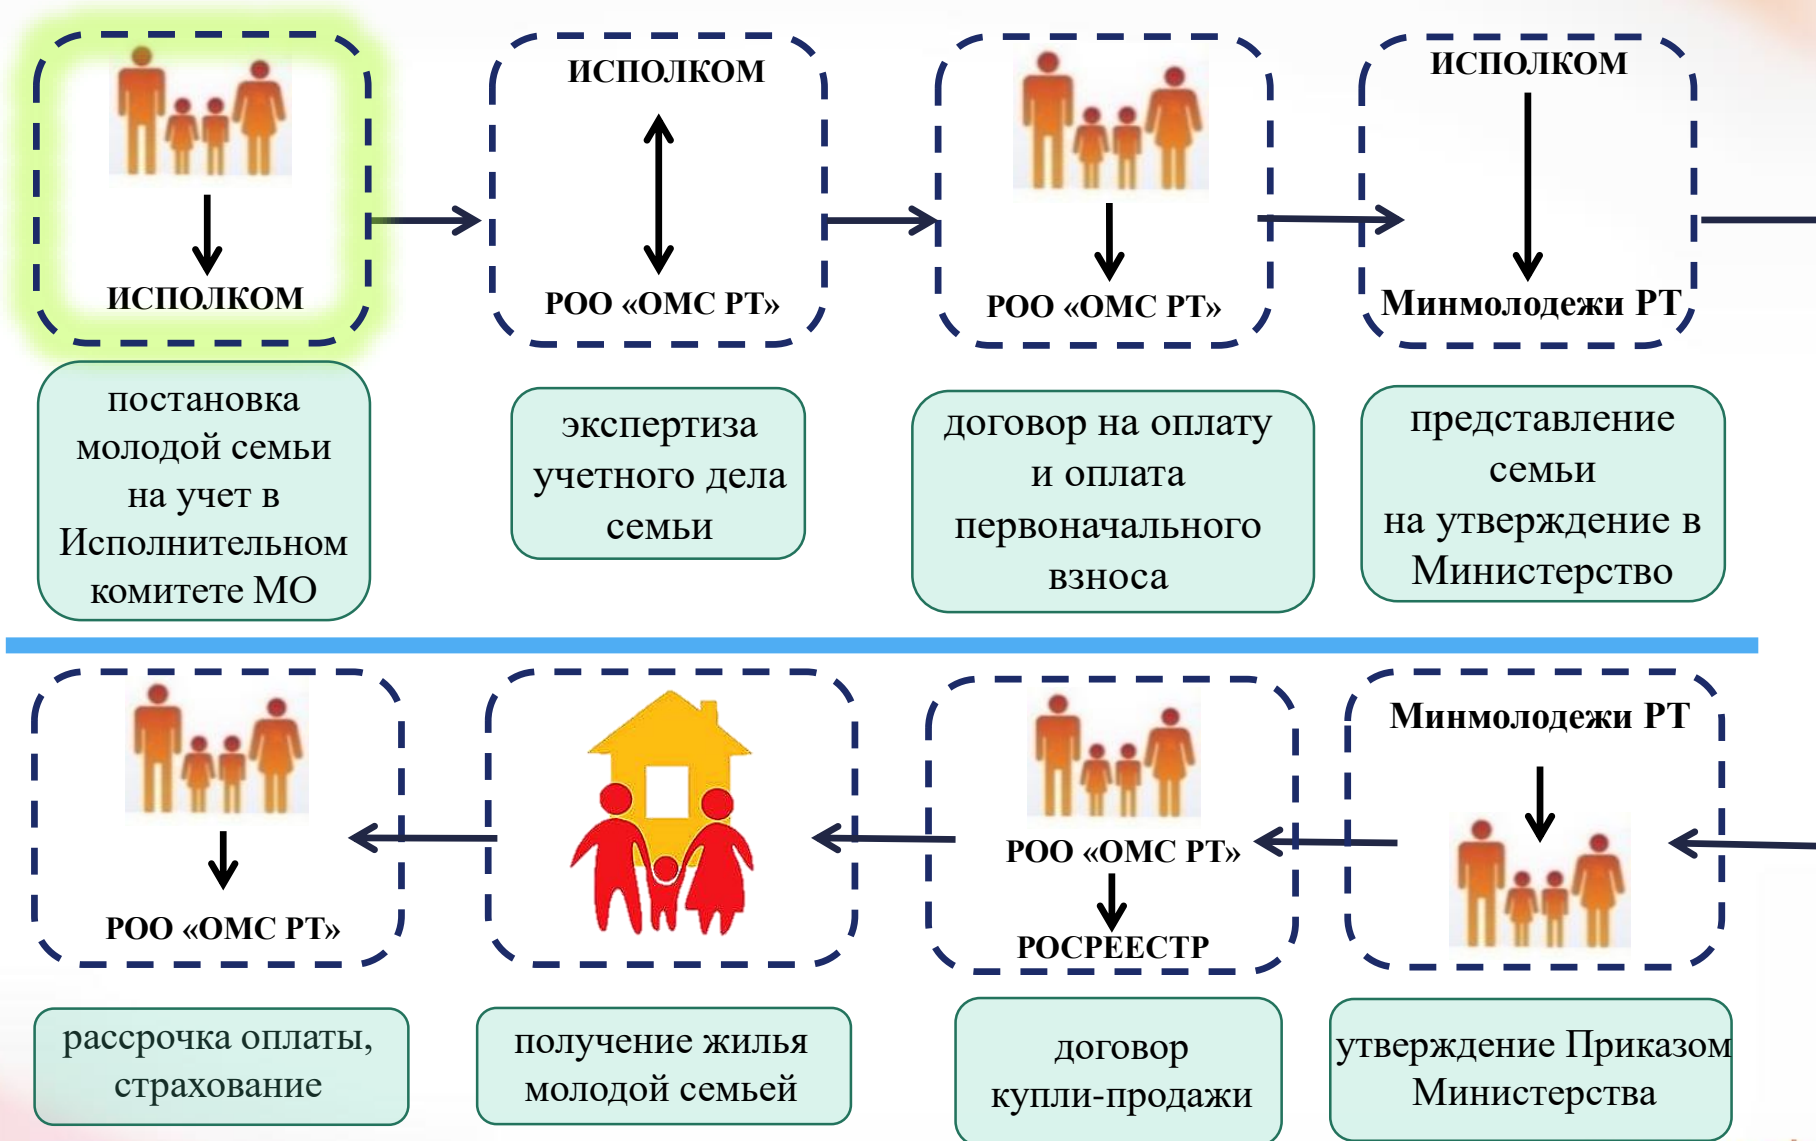 ИСПОЛКОМ
постановка
молодой семьи
на учет в
Исполнительном
комитете МО
ИСПОЛКОМ
РОО «ОМС РТ»
экспертиза
учетного дела
семьи
РОО «ОМС РТ»
договор на оплату
и оплата
первоначального
взноса
ИСПОЛКОМ
Минмолодежи РТ
представление
семьи
на утверждение в
Министерство
РОО «ОМС РТ»
рассрочка оплаты,
страхование
получение жилья
молодой семьей
РОО «ОМС РТ»
РОСРЕЕСТР
договор
купли-продажи
Минмолодежи РТ
утверждение Приказом
Министерства